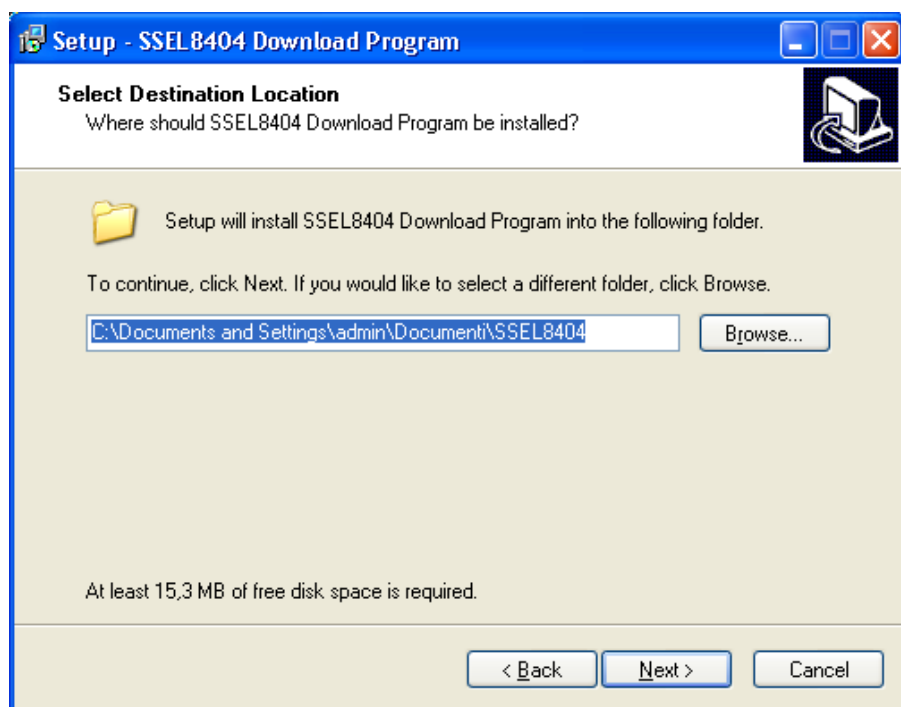 Setup - SSEL8404 Download Program
Select Destination Location
Where should SSEL8404 Download Program be installed?
Setup will install SSEL8404 Download Program into the following folder.
To continue, click Next. If you would like to select a different folder, click Browse.
C:\Documents and Settings\admin\Documenti\SSEL8404
Browse...
At least 15,3 MB of free disk space is required.
< Back
Next >
Cancel